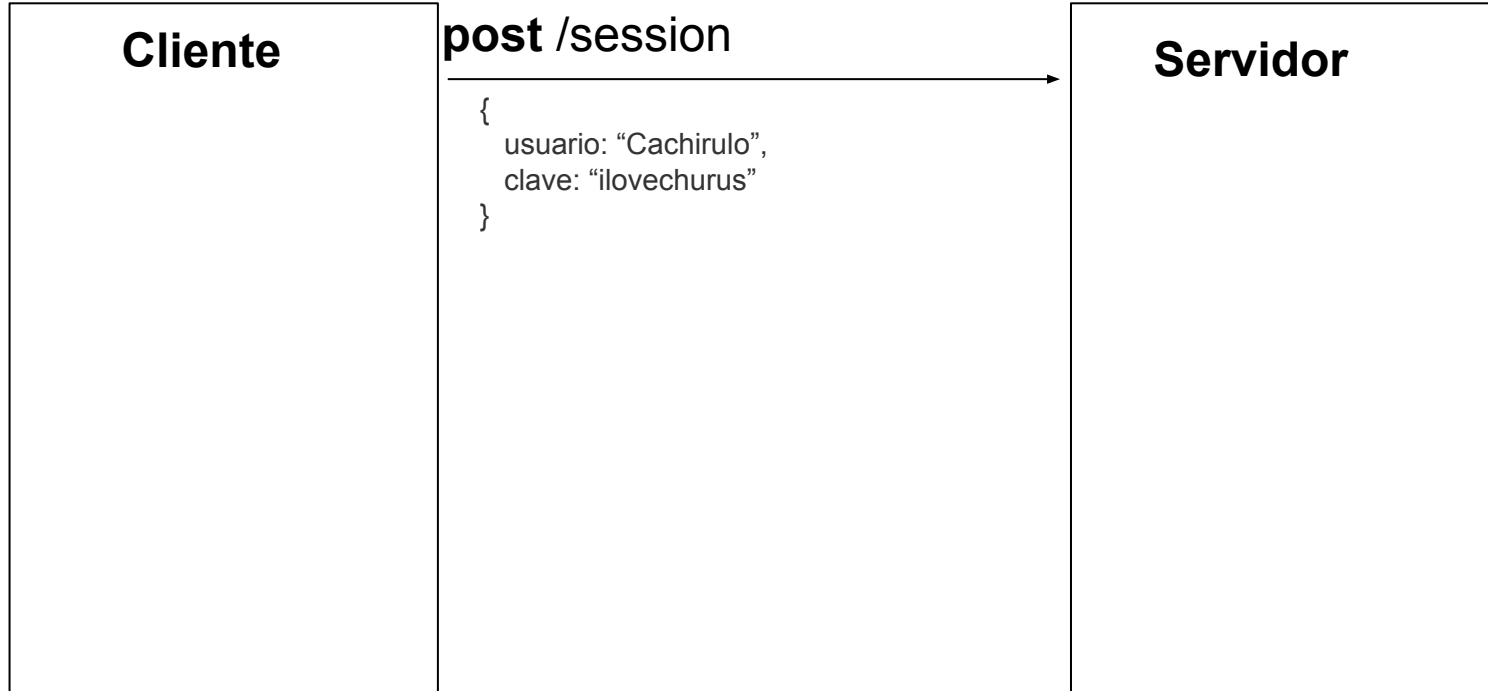 Cliente
post /session
Servidor
{
usuario: “Cachirulo”,
clave: “ilovechurus”
}